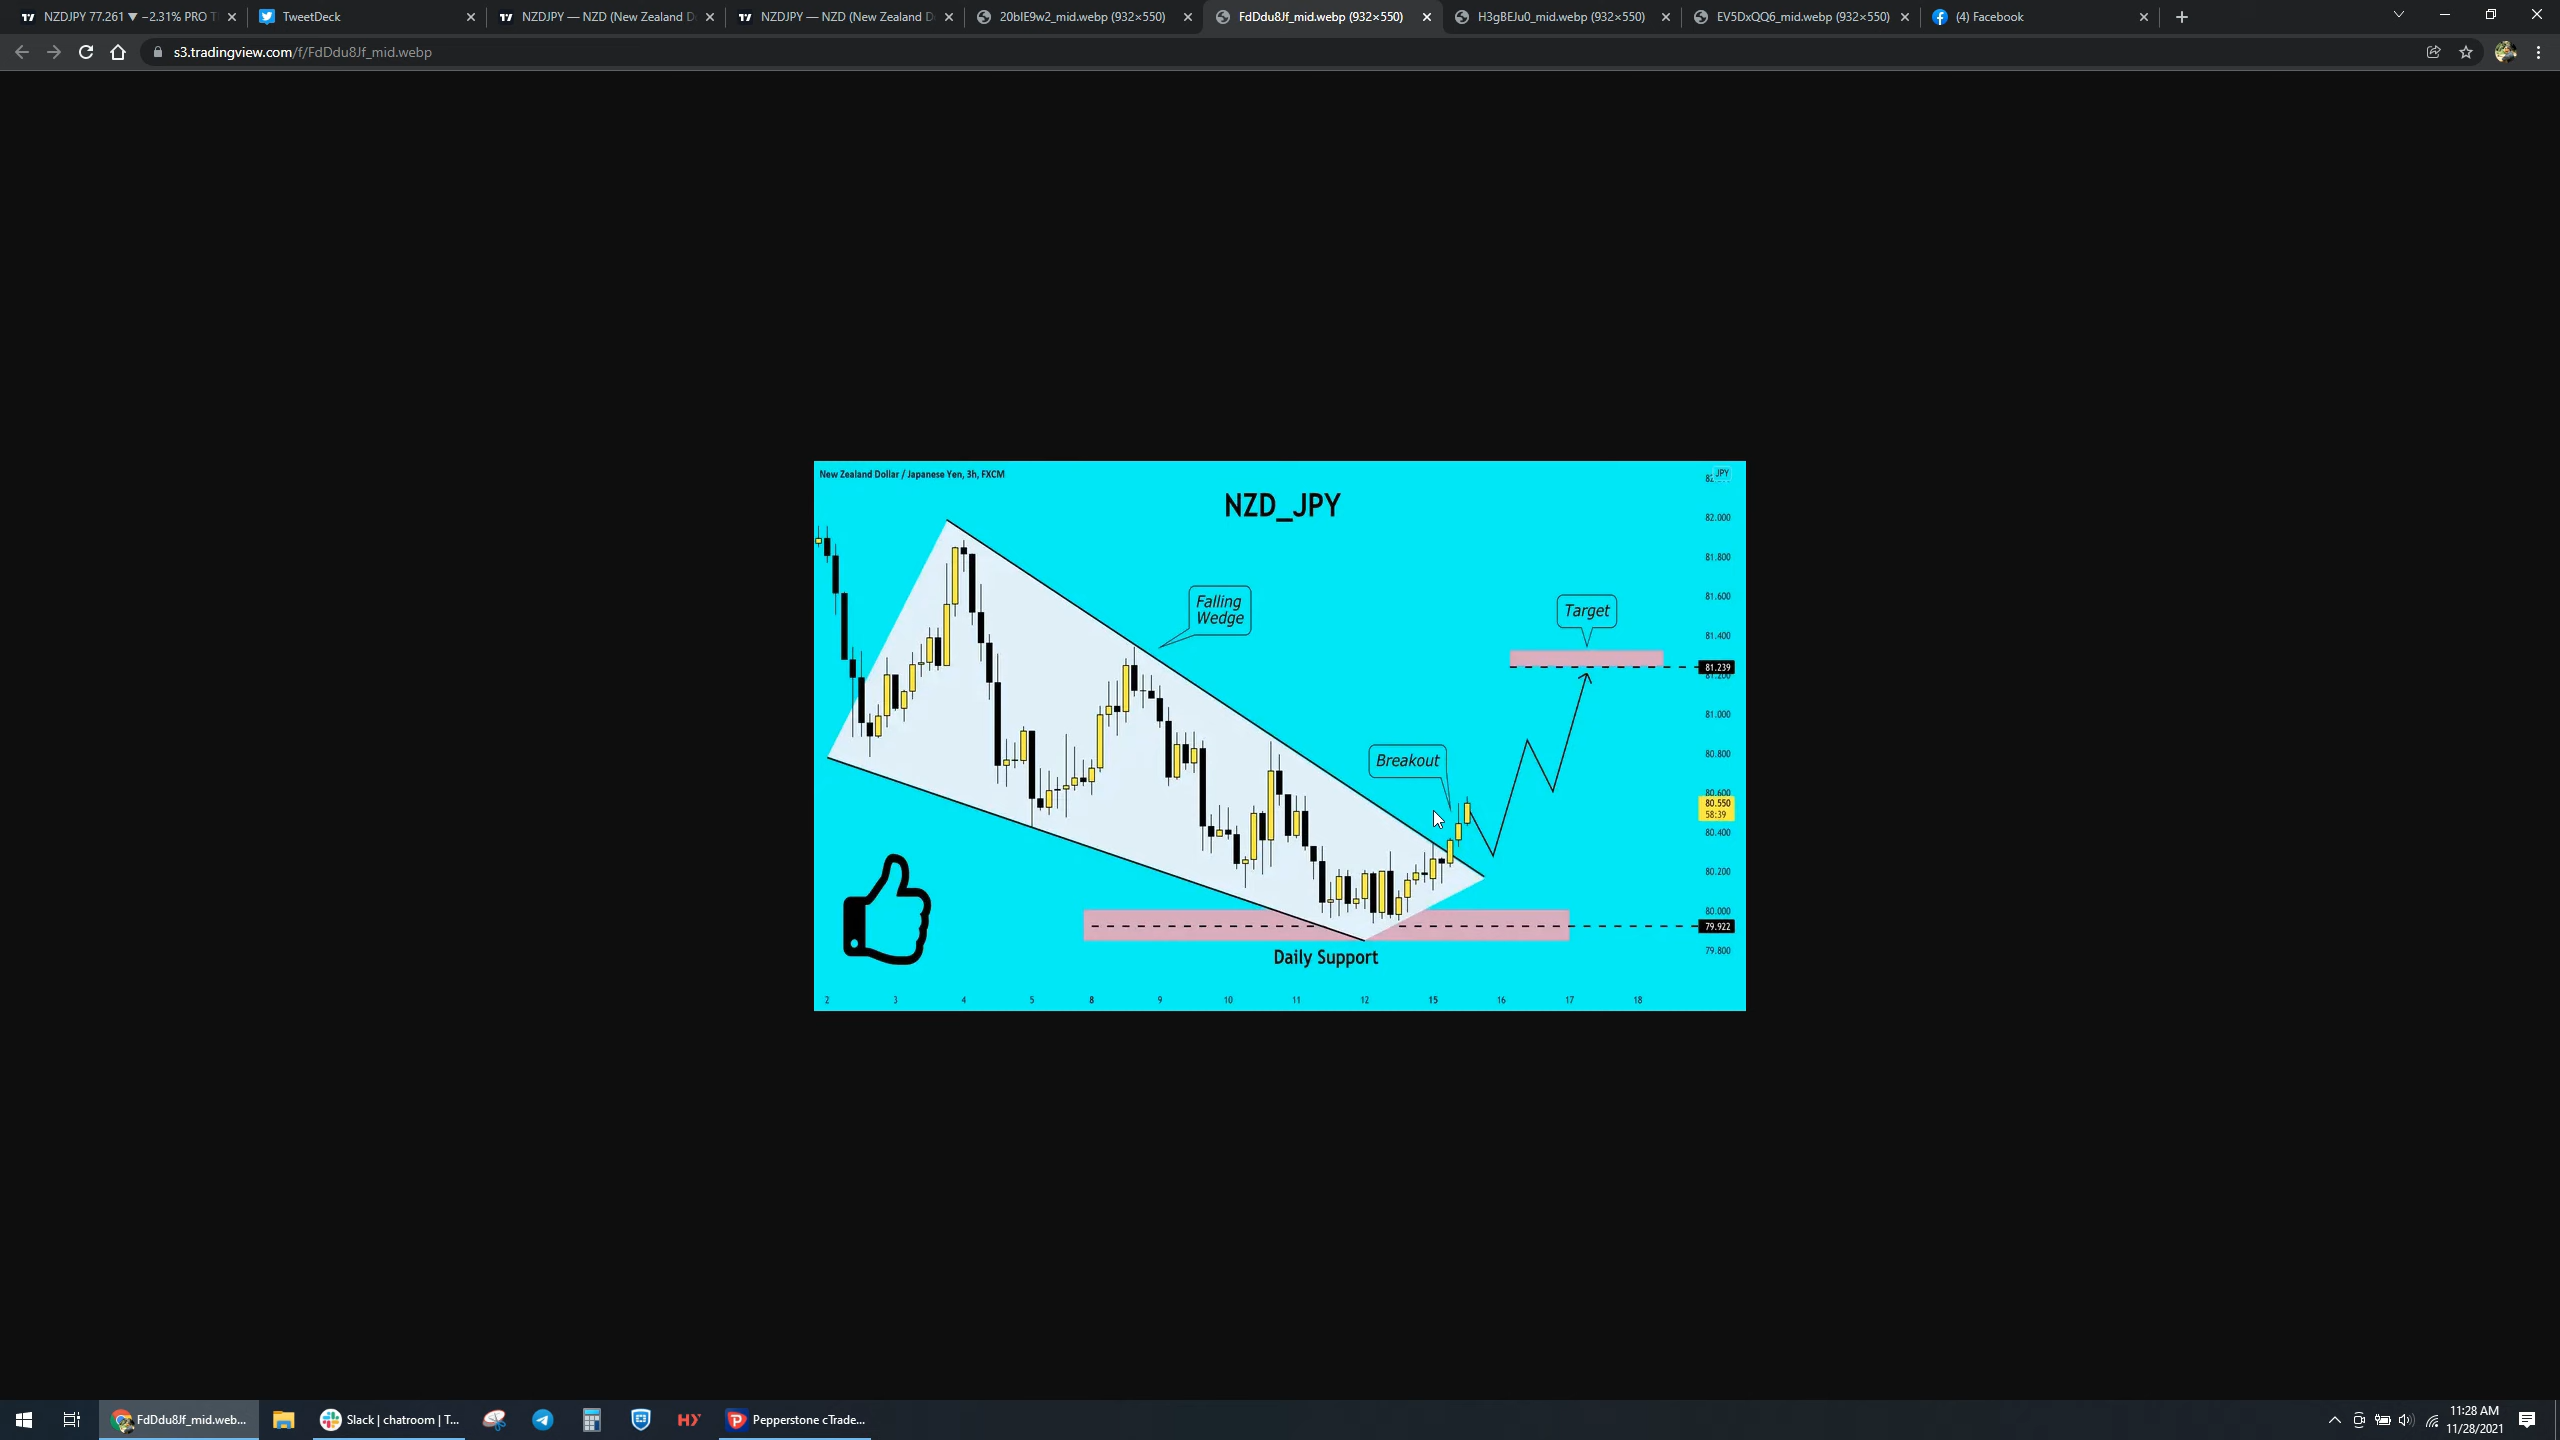 NZDJPY 77.261 ▼ −2.31% PRO T
TweetDeck
NZDJPY — NZD (New Zealand D
NZDJPY — NZD (New Zealand D
20bIE9w2_mid.webp (932×550)
FdDdu8Jf_mid.webp (932×550)
H3gBEJu0_mid.webp (932×550)
EV5DxQQ6_mid.webp (932×550)
(4) Facebook
s3.tradingview.com/f/FdDdu8Jf_mid.webp
New Zealand Dollar / Japanese Yen, 3h, FXCM
JPY
NZD_JPY
82.000
81.800
Falling
Wedge
81.600
Target
81.400
81.239
81.200
81.000
Breakout
80.800
80.600
80.550
58:39
80.400
80.200
80.000
79.922
79.800
Daily Support
2 3 4 5 8 9 10 11 12 15 16 17 18
FdDdu8Jf_mid.web...
Slack | chatroom | T...
HY
Pepperstone cTrade...
11:28 AM
11/28/2021